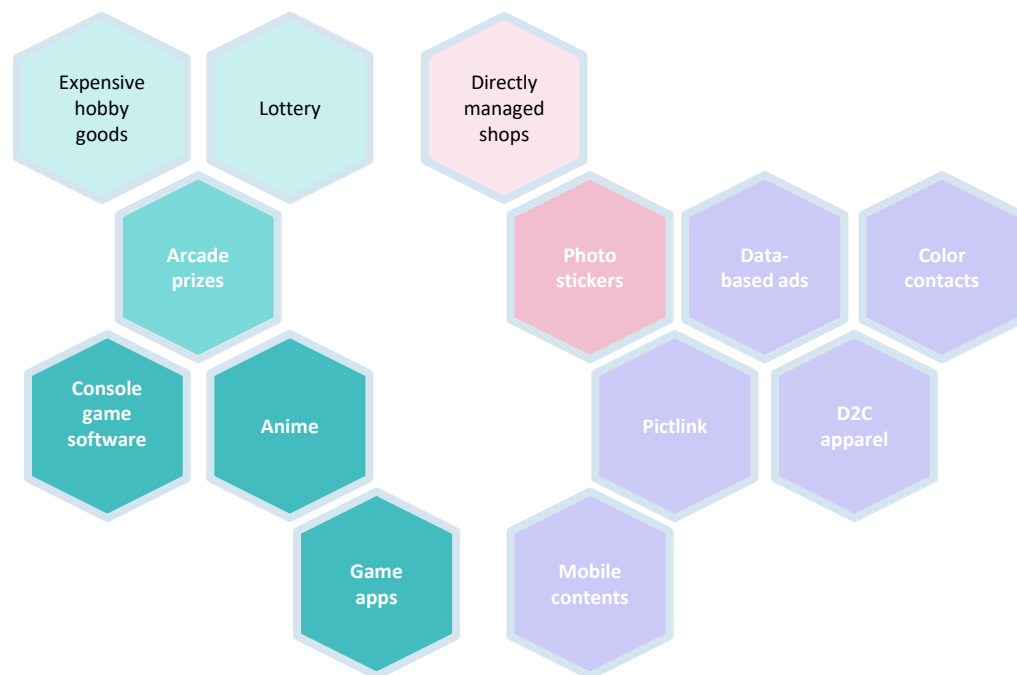 Expensive
hobby
goods
Lottery
Directly
managed
shops
Arcade
prizes
Photo
stickers
Data-
based ads
Color
contacts
Console
game
software
Anime
Pictlink
D2C
apparel
Game
apps
Mobile
contents